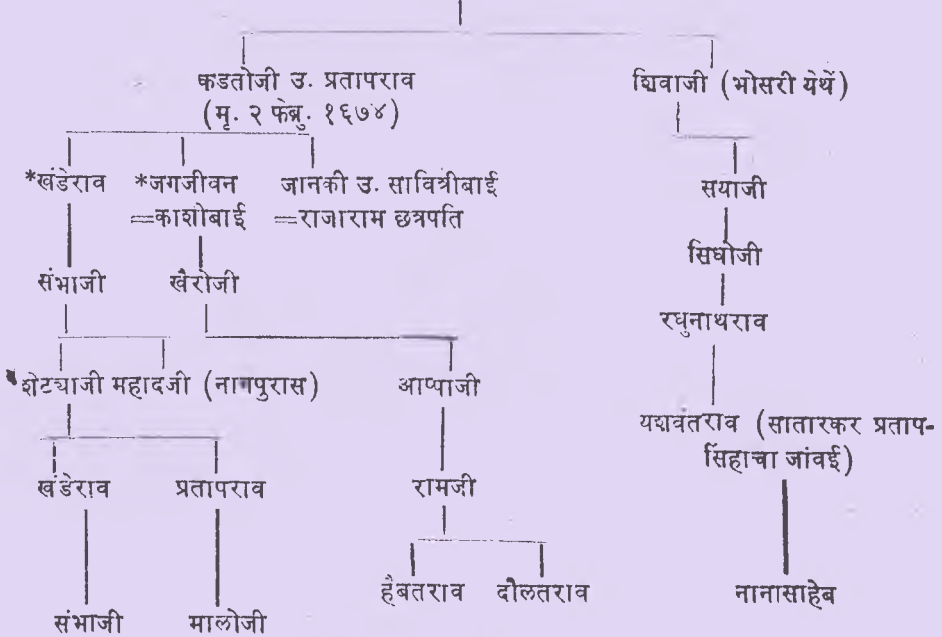 कडतोजी उ. प्रतापराव शिवाजी (भोसरी येथें)
(मृ. २ फेब्रु. १६७४)
*खंडेराव *जगजीवन जानकी उ. सावित्रीबाई सयाजी
=काशोबाई =राजाराम छत्रपति
सिधोजी
संभाजी खैरोजी
रघुनाथराव
शेट्याजी महादजी (नागपुरास) आप्पाजी
यशवंतराव (सातारकर प्रताप-
सिंहाचा जांवई)
खंडेराव प्रतापराव रामजी
हैबतराव दौलतराव नानासाहेब
संभाजी मालोजी